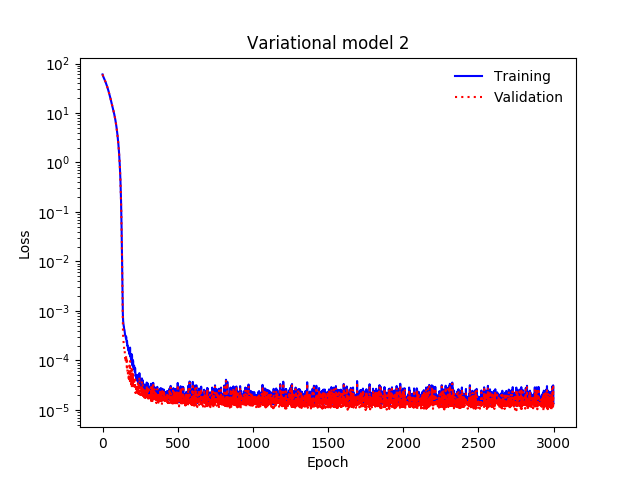 Variational model 2
Training
Validation
Loss
10²
10¹
10⁰
10⁻¹
10⁻²
10⁻³
10⁻⁴
10⁻⁵
0 500 1000 1500 2000 2500 3000
Epoch